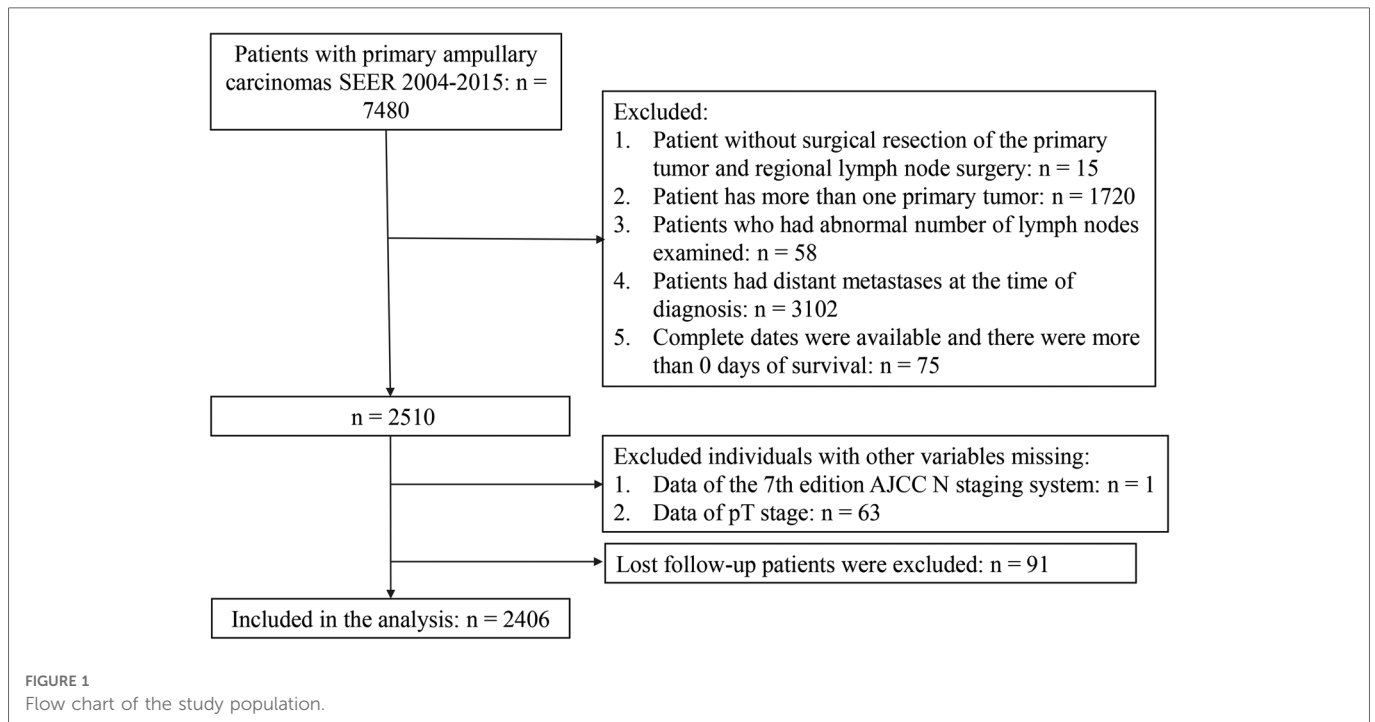 Patients with primary ampullary
carcinomas SEER 2004-2015: n =
7480
Excluded:
1. Patient without surgical resection of the primary
tumor and regional lymph node surgery: n = 15
2. Patient has more than one primary tumor: n = 1720
3. Patients who had abnormal number of lymph nodes
examined: n = 58
4. Patients had distant metastases at the time of
diagnosis: n = 3102
5. Complete dates were available and there were more
than 0 days of survival: n = 75
n = 2510
Excluded individuals with other variables missing:
1. Data of the 7th edition AJCC N staging system: n = 1
2. Data of pT stage: n = 63
Lost follow-up patients were excluded: n = 91
Included in the analysis: n = 2406
FIGURE 1
Flow chart of the study population.